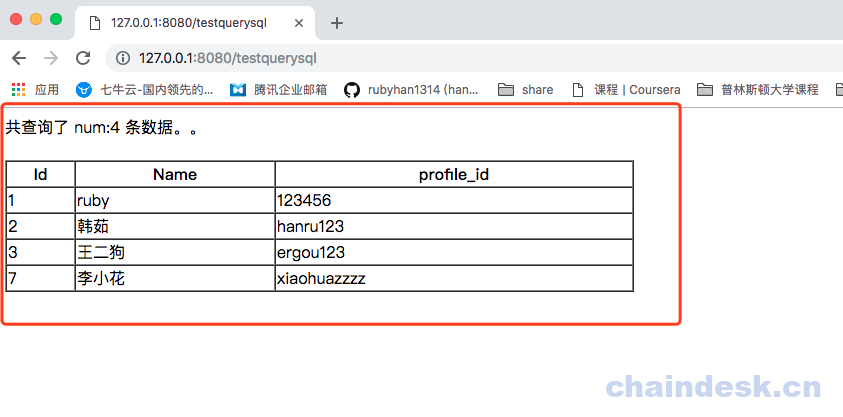 127.0.0.1:8080/testquerysql
127.0.0.1:8080/testquerysql
应用 七牛云-国内领先的... 腾讯企业邮箱 rubyhan1314 (han... share 课程 | Coursera 普林斯顿大学课程
共查询了 num:4 条数据。。
Id Name profile_id
1 ruby 123456
2 韩茹 hanru123
3 王二狗 ergou123
7 李小花 xiaohuazzzz
chaindesk.cn